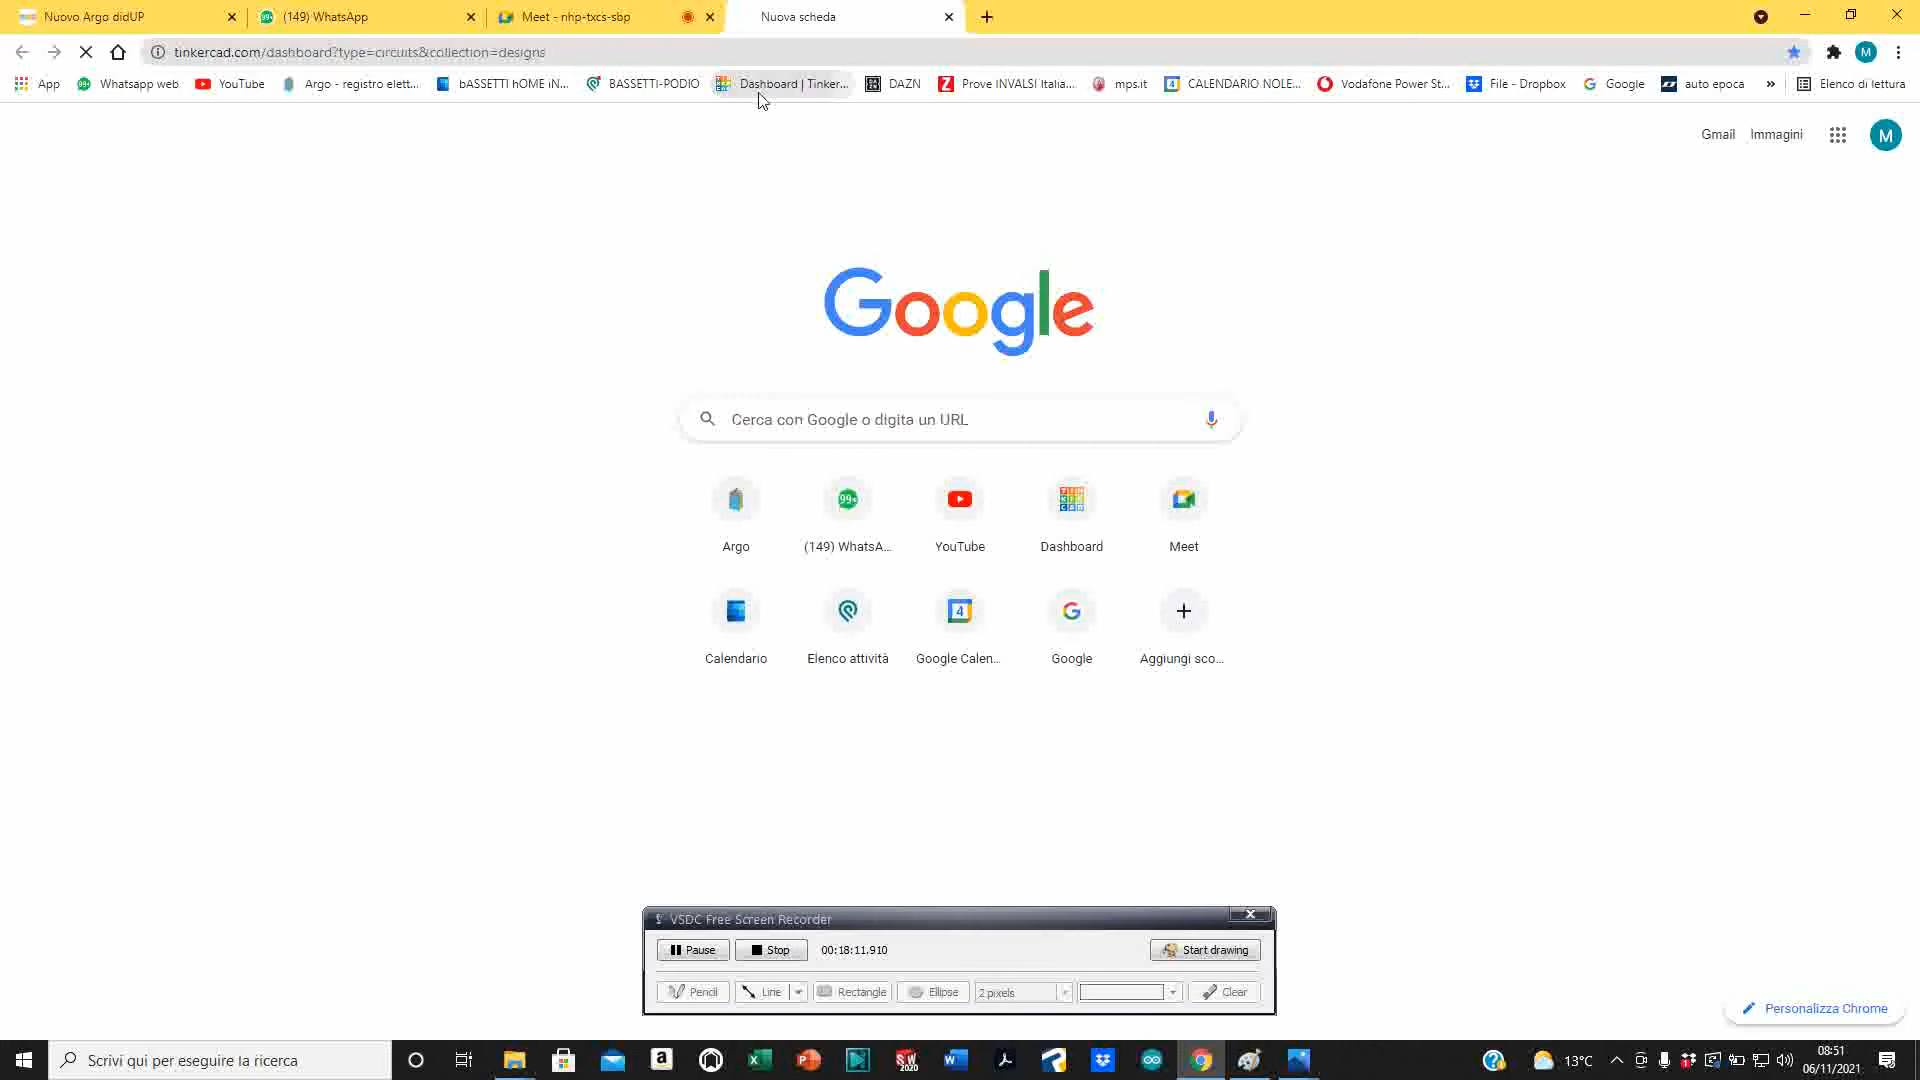 Nuovo Argo didUP
(149) WhatsApp
Meet - nhp-txcs-sbp
Nuova scheda
tinkercad.com/dashboard?type=circuits&collection=designs
M
App
Whatsapp web
YouTube
Argo - registro elett...
bASSETTI hOME iN...
BASSETTI-PODIO
Dashboard | Tinker...
DAZN
Prove INVALSI Italia....
mps.it
CALENDARIO NOLE...
Vodafone Power St...
File - Dropbox
Google
auto epoca
»
Elenco di lettura
Gmail
Immagini
M
Google
Cerca con Google o digita un URL
Argo
(149) WhatsA...
YouTube
Dashboard
Meet
Calendario
Elenco attività
Google Calen...
Google
Aggiungi sco...
VSDC Free Screen Recorder
Pause
Stop
00:18:11.910
Start drawing
Pencil
Line
Rectangle
Ellipse
2 pixels
Clear
Personalizza Chrome
Scrivi qui per eseguire la ricerca
13°C
08:51
06/11/2021